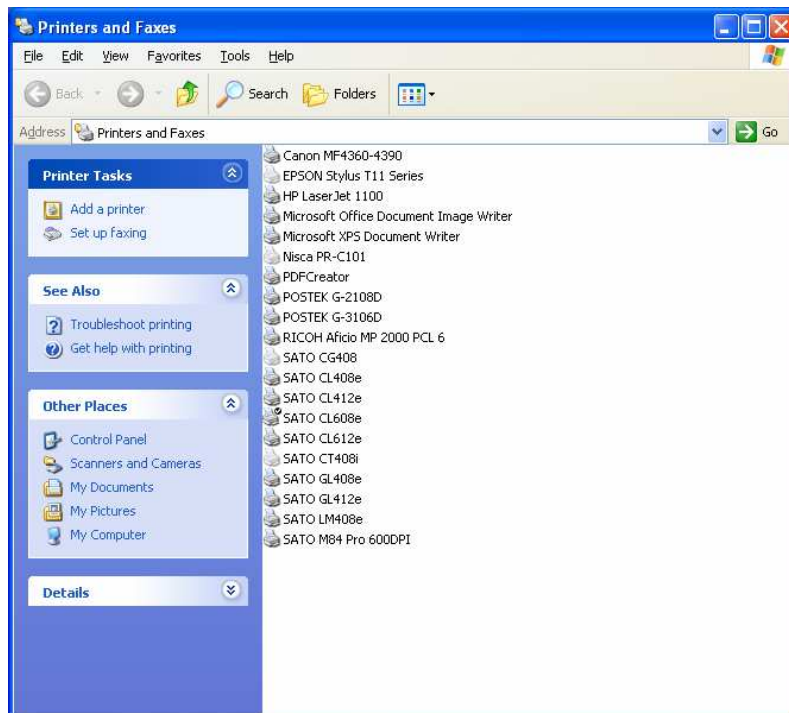 Printers and Faxes
File Edit View Favorites Tools Help
Back Search Folders
Address Printers and Faxes Go
Printer Tasks
Add a printer
Set up faxing
See Also
Troubleshoot printing
Get help with printing
Other Places
Control Panel
Scanners and Cameras
My Documents
My Pictures
My Computer
Details
Canon MF4360-4390
EPSON Stylus T11 Series
HP LaserJet 1100
Microsoft Office Document Image Writer
Microsoft XPS Document Writer
Nisca PR-C101
PDFCreator
POSTEK G-2108D
POSTEK G-3106D
RICOH Aficio MP 2000 PCL 6
SATO CG408
SATO CL408e
SATO CL412e
SATO CL608e
SATO CL612e
SATO CT408i
SATO GL408e
SATO GL412e
SATO LM408e
SATO M84 Pro 600DPI